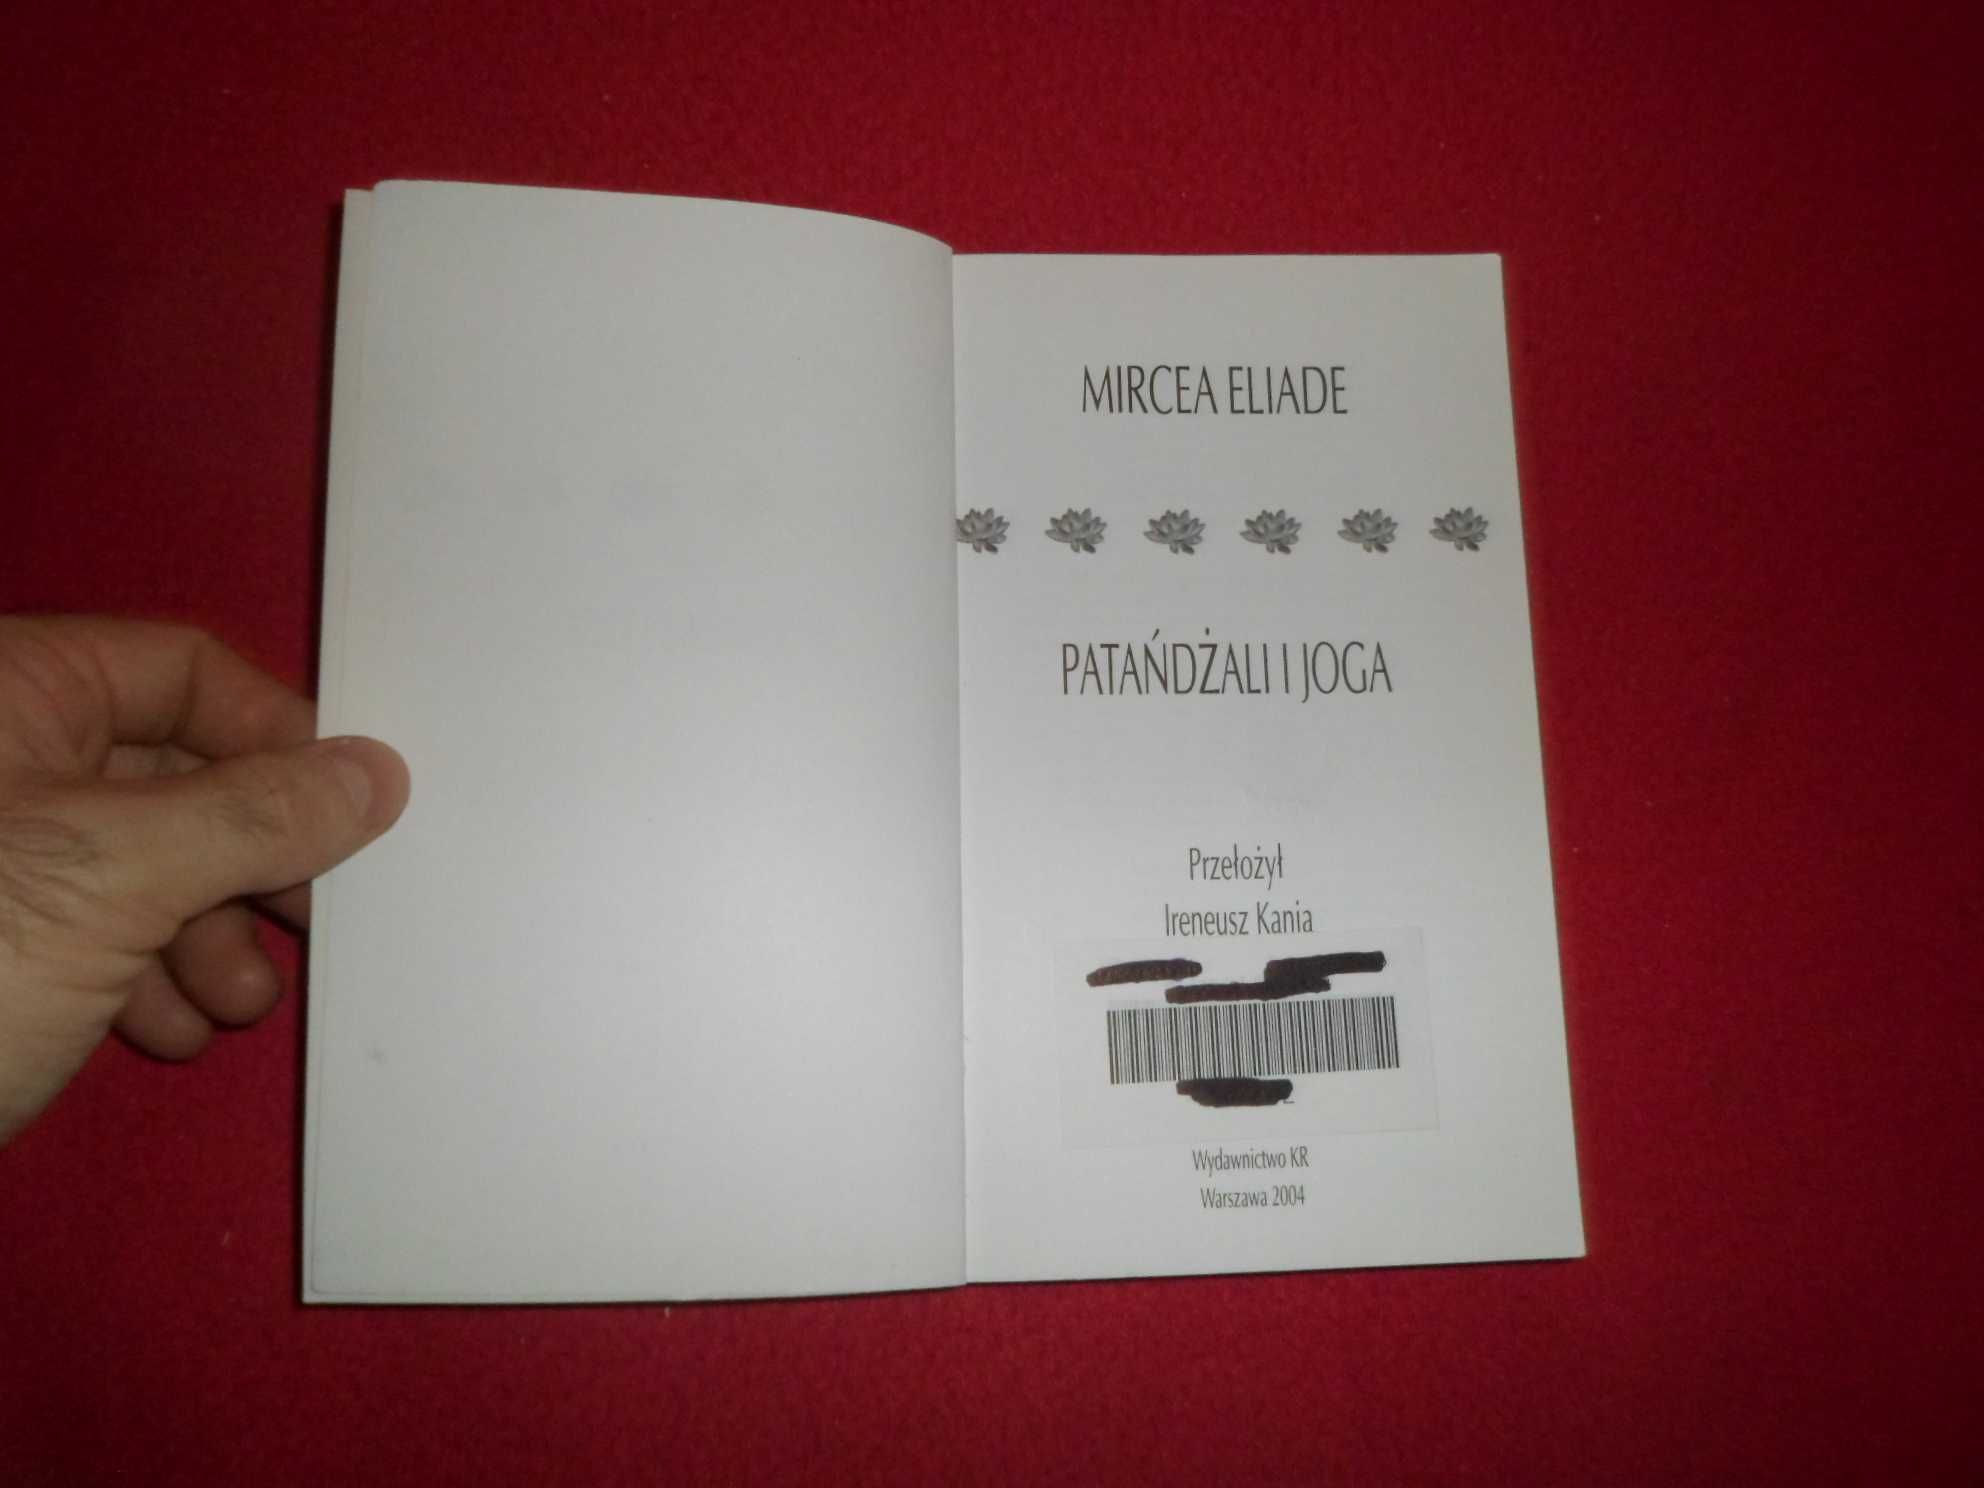 MIRCEA ELIADE
PATAŃDŻALI I JOGA
Przełożył
Ireneusz Kania
Wydawnictwo KR
Warszawa 2004